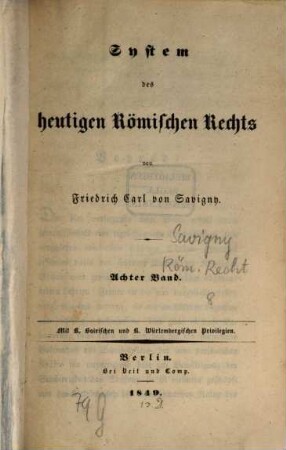 System
des
heutigen Römischen Rechts
von
Friedrich Carl von Savigny.
Savigny
Röm. Recht
8
Achter Band.
Mit K. Bairischen und K. Würtembergischen Privilegien.
Berlin.
Bei Veit und Comp.
1849.